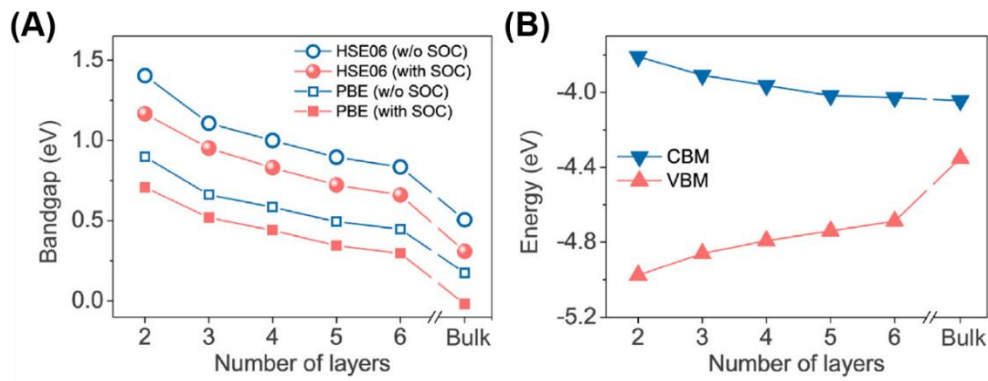 (A)
Bandgap (eV)
1.5
1.0
0.5
0.0
HSE06 (w/o SOC)
HSE06 (with SOC)
PBE (w/o SOC)
PBE (with SOC)
2 3 4 5 6 // Bulk
Number of layers
(B)
Energy (eV)
-4.0
-4.4
-4.8
-5.2
CBM
VBM
2 3 4 5 6 // Bulk
Number of layers